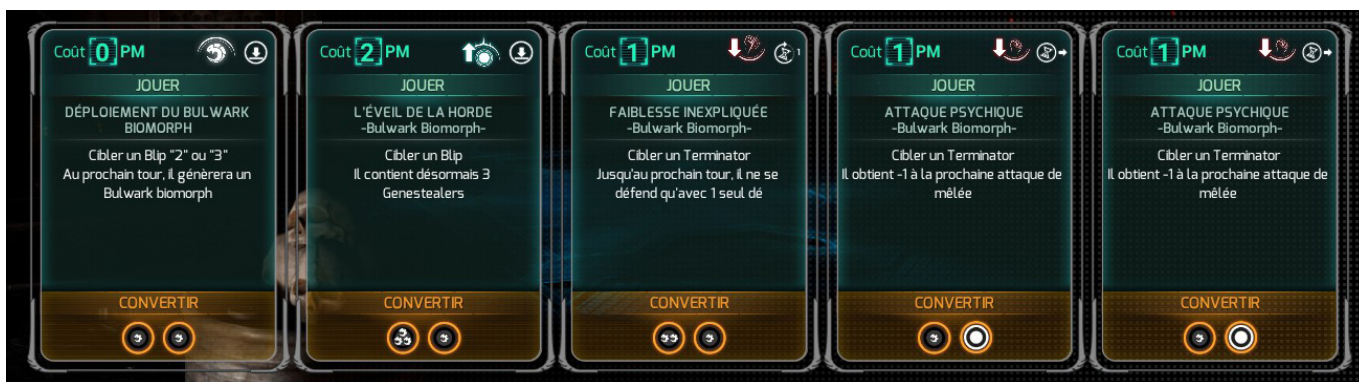 Coût [0] PM
JOUER
DÉPLOIEMENT DU BULWARK
BIOMORPH
Cibler un Blip "2" ou "3"
Au prochain tour, il génèrera un
Bulwark biomorph
CONVERTIR
Coût [2] PM
JOUER
L'ÉVEIL DE LA HORDE
-Bulwark Biomorph-
Cibler un Blip
Il contient désormais 3
Genestealers
CONVERTIR
Coût [1] PM
1
JOUER
FAIBLESSE INEXPLIQUÉE
-Bulwark Biomorph-
Cibler un Terminator
Jusqu'au prochain tour, il ne se
défend qu'avec 1 seul dé
CONVERTIR
Coût [1] PM
JOUER
ATTAQUE PSYCHIQUE
-Bulwark Biomorph-
Cibler un Terminator
Il obtient -1 à la prochaine attaque de
mêlée
CONVERTIR
Coût [1] PM
JOUER
ATTAQUE PSYCHIQUE
-Bulwark Biomorph-
Cibler un Terminator
Il obtient -1 à la prochaine attaque de
mêlée
CONVERTIR